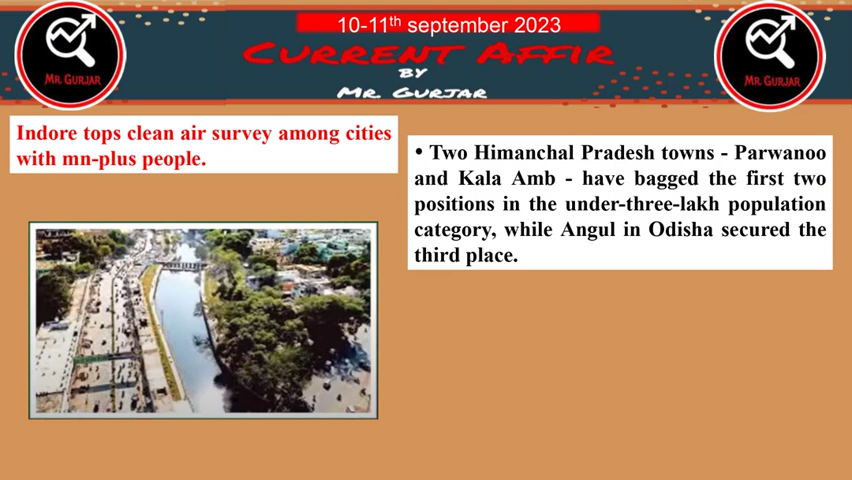 10-11th september 2023
CURRENT AFFIR
BY
MR. GURJAR
MR. GURJAR
MR. GURJAR
Indore tops clean air survey among cities
with mn-plus people.
• Two Himanchal Pradesh towns - Parwanoo
and Kala Amb - have bagged the first two
positions in the under-three-lakh population
category, while Angul in Odisha secured the
third place.